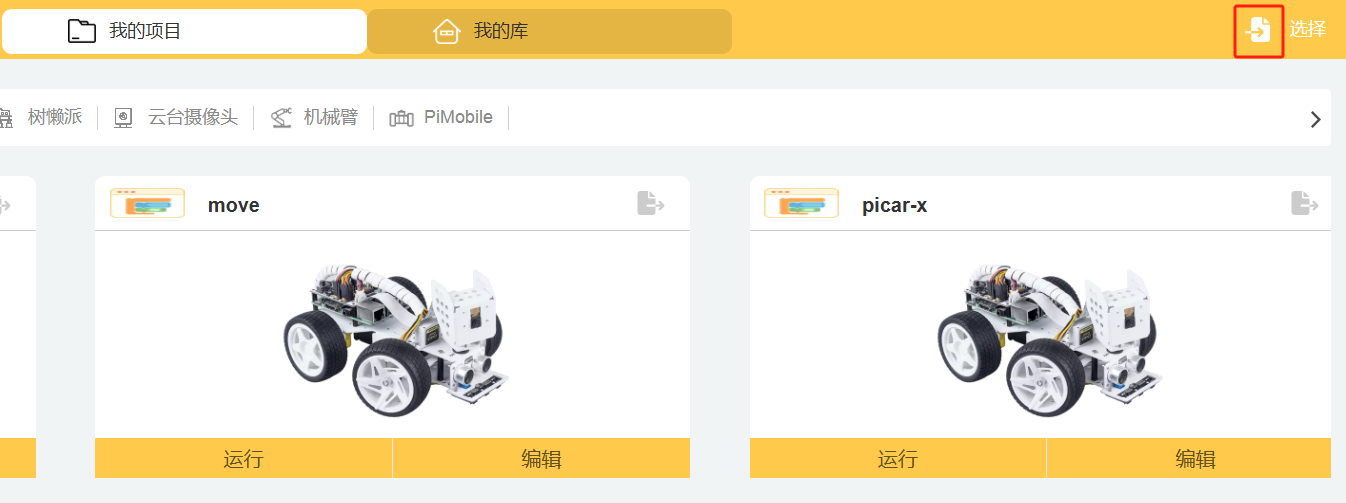 我的项目 我的库 选择
树懒派 云台摄像头 机械臂 PiMobile
move picar-x
运行 编辑 运行 编辑